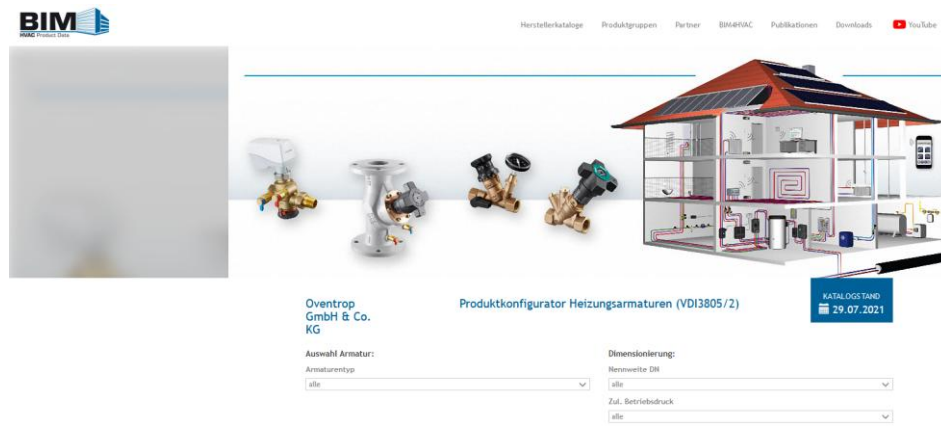 BIM
HVAC Product Data
Herstellerkataloge Produktgruppen Partner BIM4HVAC Publikationen Downloads YouTube
Oventrop
GmbH & Co.
KG
Produktkonfigurator Heizungsarmaturen (VDI3805/2)
KATALOGSTAND
29.07.2021
Auswahl Armatur:
Armaturentyp
alle
Dimensionierung:
Nennweite DN
alle
Zul. Betriebsdruck
alle